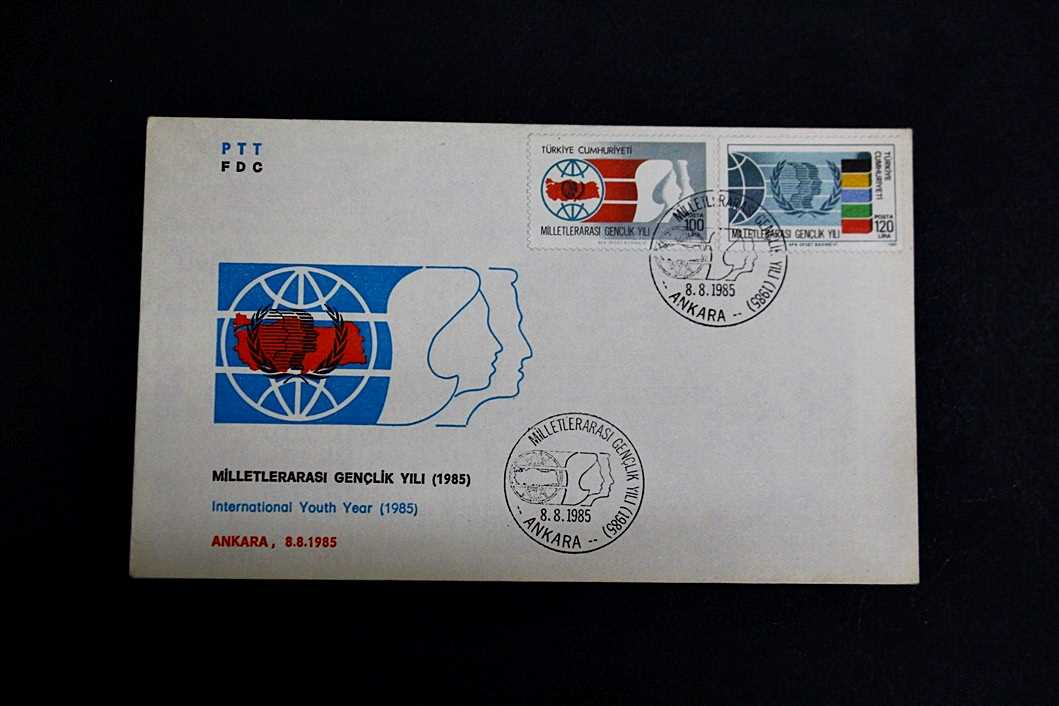 PTT
FDC
TÜRKİYE CUMHURİYETİ
POSTA
100
LİRA
MİLLETLERARASI GENÇLİK YILI
TÜRKİYE
CUMHURİYETİ
POSTA
120
LİRA
MİLLETLERARASI GENÇLİK YILI
MİLLETLERARASI GENÇLİK YILI (1985)
8.8.1985
-- ANKARA --
MİLLETLERARASI GENÇLİK YILI (1985)
International Youth Year (1985)
ANKARA, 8.8.1985
MİLLETLERARASI GENÇLİK YILI (1985)
8.8.1985
-- ANKARA --